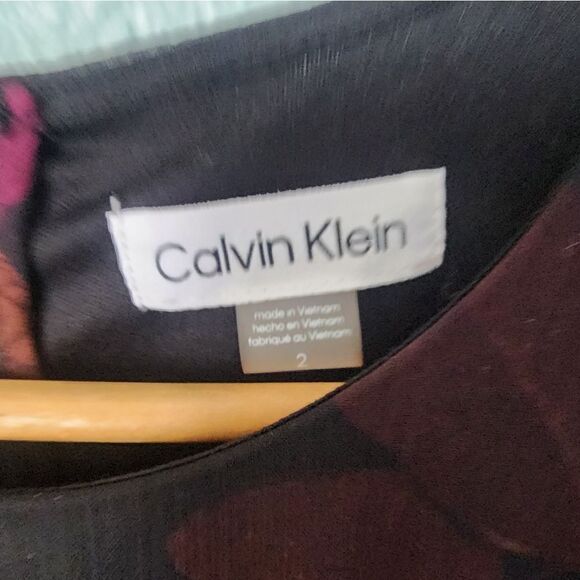 Calvin Klein
made in Vietnam
hecho en Vietnam
fabriqué au Vietnam
2